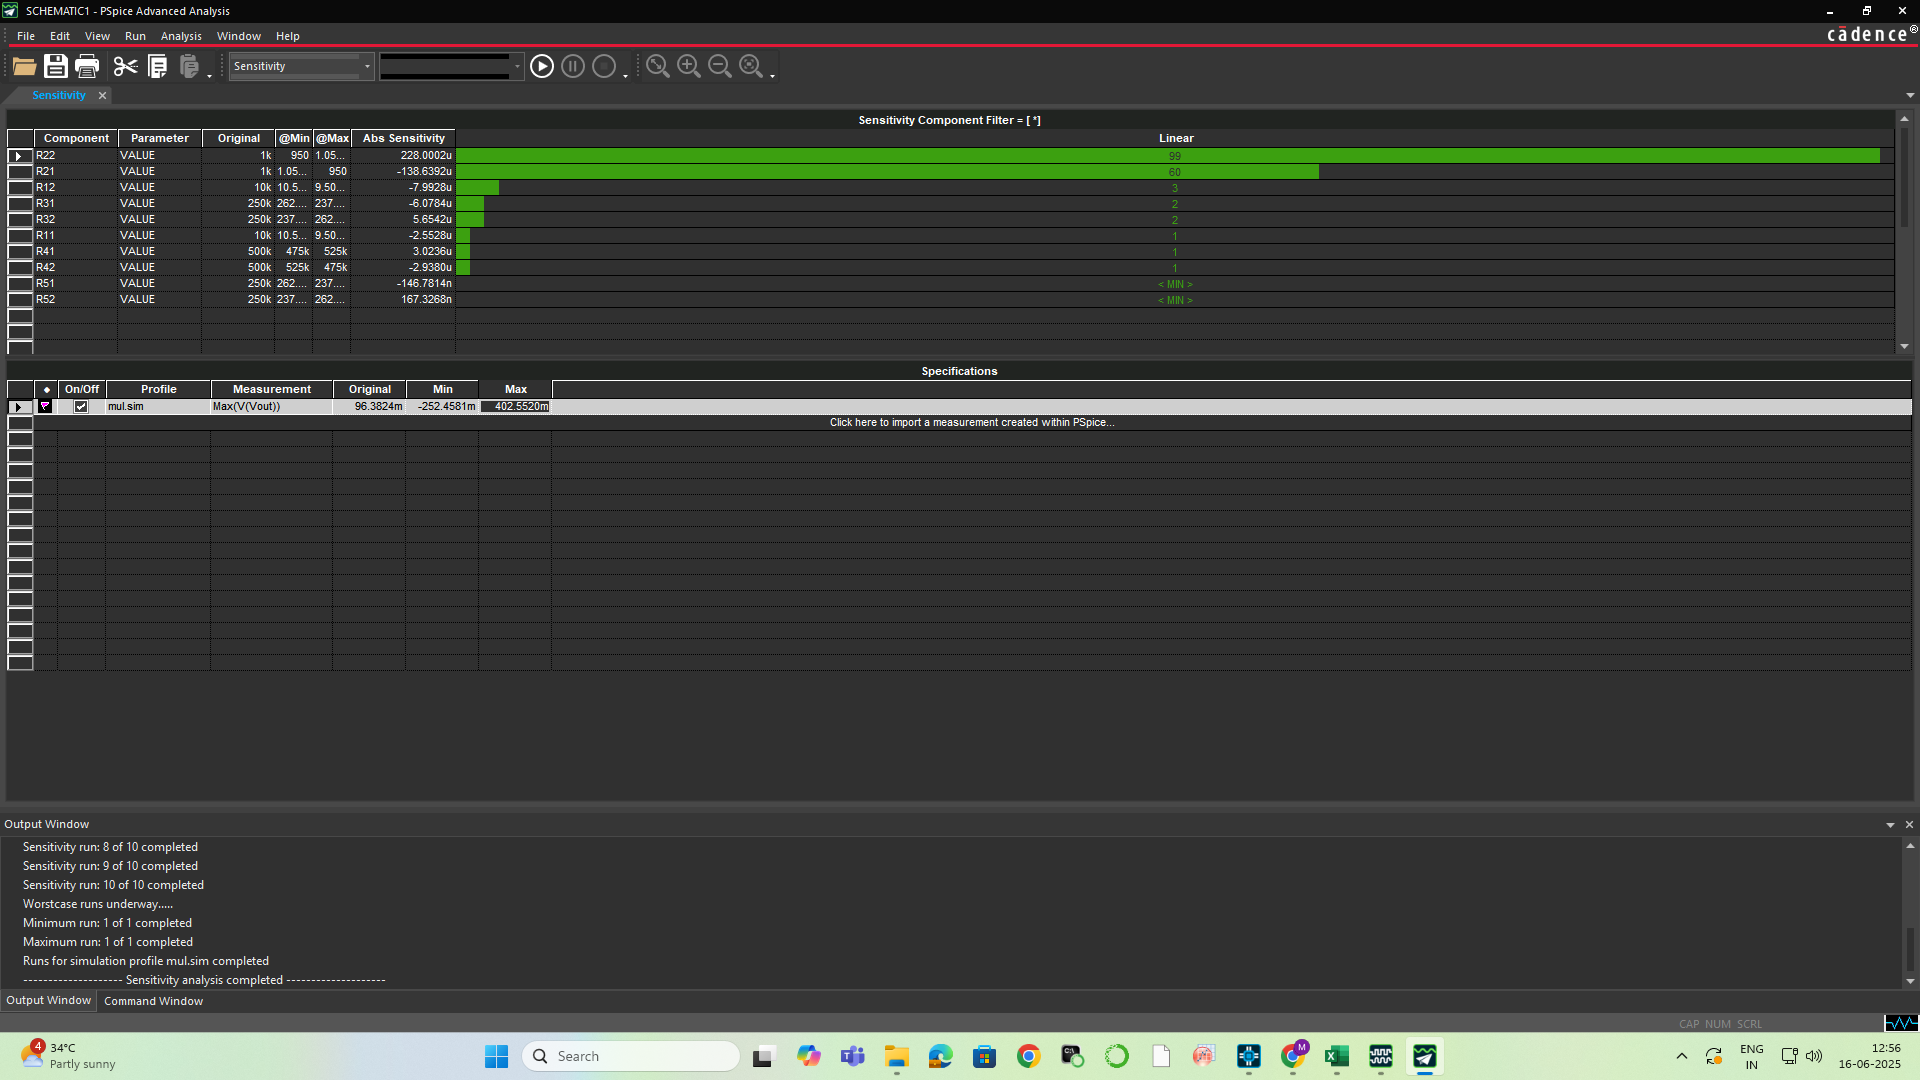 SCHEMATIC1 - PSpice Advanced Analysis
File Edit View Run Analysis Window Help
cādence®
Sensitivity
Sensitivity
Sensitivity Component Filter = [ *]
Component Parameter Original @Min @Max Abs Sensitivity Linear
R22 VALUE 1k 950 1.05... 228.0002u 99
R21 VALUE 1k 1.05... 950 -138.6392u 60
R12 VALUE 10k 10.5... 9.50... -7.9928u 3
R31 VALUE 250k 262.... 237.... -6.0784u 2
R32 VALUE 250k 237.... 262.... 5.6542u 2
R11 VALUE 10k 10.5... 9.50... -2.5528u 1
R41 VALUE 500k 475k 525k 3.0236u 1
R42 VALUE 500k 525k 475k -2.9380u 1
R51 VALUE 250k 262.... 237.... -146.7814n < MIN >
R52 VALUE 250k 237.... 262.... 167.3268n < MIN >
Specifications
On/Off Profile Measurement Original Min Max
mul.sim Max(V(Vout)) 96.3824m -252.4581m 402.5520m
Click here to import a measurement created within PSpice...
Output Window
Sensitivity run: 8 of 10 completed
Sensitivity run: 9 of 10 completed
Sensitivity run: 10 of 10 completed
Worstcase runs underway.....
Minimum run: 1 of 1 completed
Maximum run: 1 of 1 completed
Runs for simulation profile mul.sim completed
-------------------- Sensitivity analysis completed --------------------
Output Window Command Window
CAP NUM SCRL
4
34°C
Partly sunny
Search
M
ENG
IN
12:56
16-06-2025